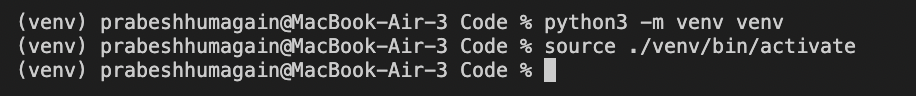 (venv) prabeshhumagain@MacBook-Air-3 Code % python3 -m venv venv
(venv) prabeshhumagain@MacBook-Air-3 Code % source ./venv/bin/activate
(venv) prabeshhumagain@MacBook-Air-3 Code %